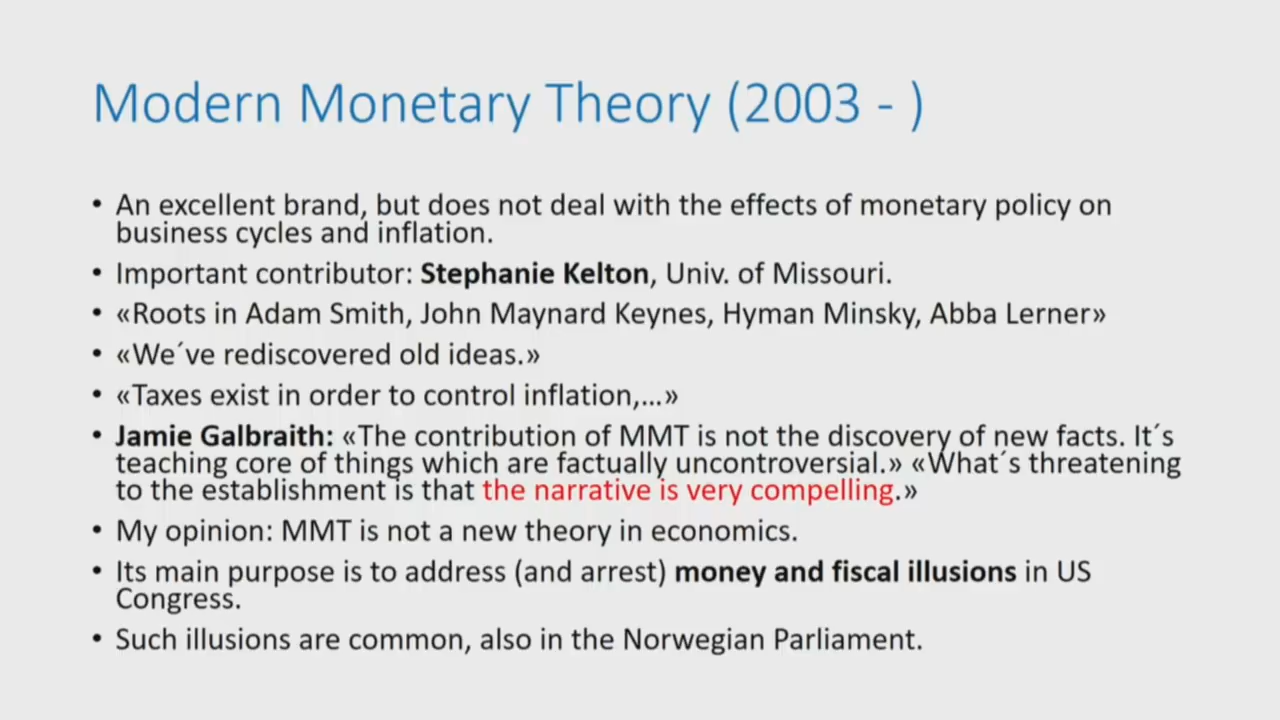 Modern Monetary Theory (2003 - )
• An excellent brand, but does not deal with the effects of monetary policy on
business cycles and inflation.
• Important contributor: Stephanie Kelton, Univ. of Missouri.
• «Roots in Adam Smith, John Maynard Keynes, Hyman Minsky, Abba Lerner»
• «We´ve rediscovered old ideas.»
• «Taxes exist in order to control inflation,...»
• Jamie Galbraith: «The contribution of MMT is not the discovery of new facts. It´s
teaching core of things which are factually uncontroversial.» «What´s threatening
to the establishment is that the narrative is very compelling.»
• My opinion: MMT is not a new theory in economics.
• Its main purpose is to address (and arrest) money and fiscal illusions in US
Congress.
• Such illusions are common, also in the Norwegian Parliament.